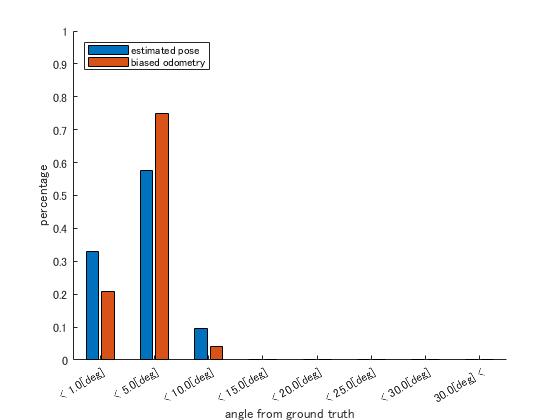 estimated pose
biased odometry
1
0.9
0.8
0.7
0.6
0.5
0.4
0.3
0.2
0.1
0
percentage
< 1.0[deg]
< 5.0[deg]
< 10.0[deg]
< 15.0[deg]
< 20.0[deg]
< 25.0[deg]
< 30.0[deg]
30.0[deg] <
angle from ground truth